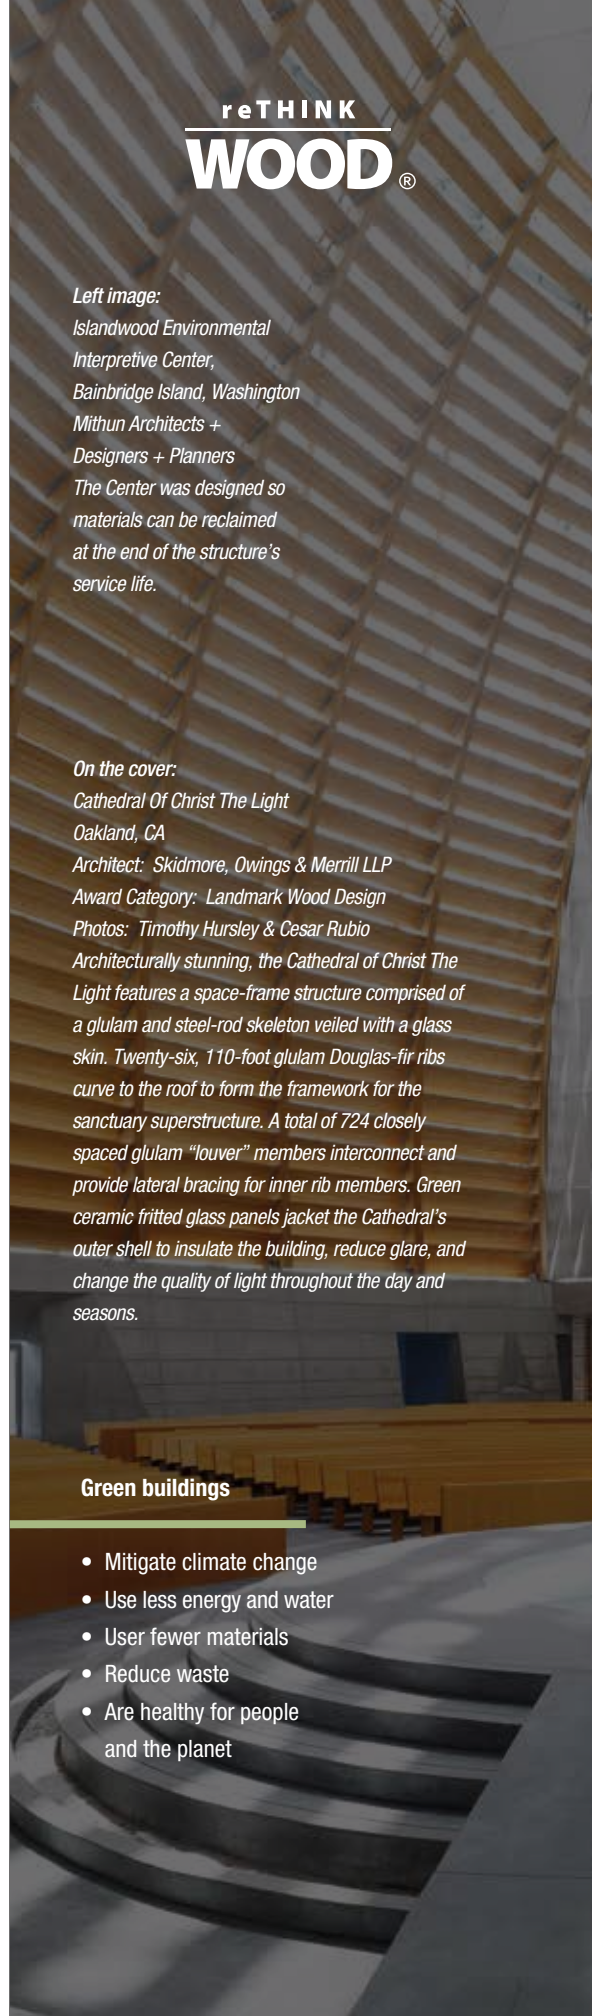 reTHINK
WOOD®
Left image:
Islandwood Environmental
Interpretive Center,
Bainbridge Island, Washington
Mithun Architects +
Designers + Planners
The Center was designed so
materials can be reclaimed
at the end of the structure's
service life.
On the cover:
Cathedral Of Christ The Light
Oakland, CA
Architect:  Skidmore, Owings & Merrill LLP
Award Category:  Landmark Wood Design
Photos:  Timothy Hursley & Cesar Rubio
Architecturally stunning, the Cathedral of Christ The
Light features a space-frame structure comprised of
a glulam and steel-rod skeleton veiled with a glass
skin. Twenty-six, 110-foot glulam Douglas-fir ribs
curve to the roof to form the framework for the
sanctuary superstructure. A total of 724 closely
spaced glulam “louver” members interconnect and
provide lateral bracing for inner rib members. Green
ceramic fritted glass panels jacket the Cathedral's
outer shell to insulate the building, reduce glare, and
change the quality of light throughout the day and
seasons.
Green buildings
• Mitigate climate change
• Use less energy and water
• User fewer materials
• Reduce waste
• Are healthy for people
and the planet